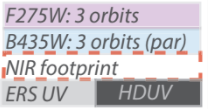 F275W: 3 orbits
B435W: 3 orbits (par)
NIR footprint
ERS UV HDUV